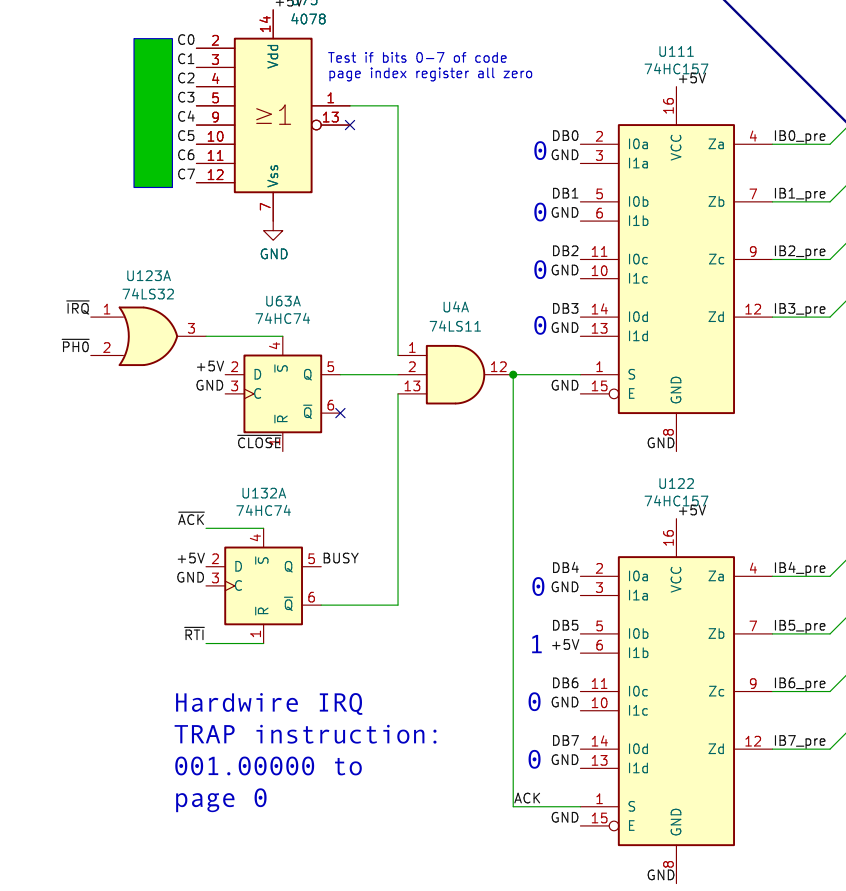 +5V
4078
14
Vdd
C0 2
C1 3
C2 4
C3 5
C4 9
C5 10
C6 11
C7 12
≥1
1
13
Vss
7
GND
Test if bits 0-7 of code
page index register all zero
U111
74HC157
+5V
16
VCC
DB0 2 I0a Za 4 IB0_pre
0 GND 3 I1a
DB1 5 I0b Zb 7 IB1_pre
0 GND 6 I1b
DB2 11 I0c Zc 9 IB2_pre
0 GND 10 I1c
DB3 14 I0d Zd 12 IB3_pre
0 GND 13 I1d
1 S
GND 15 E
GND
8
GND
U123A
74LS32
IRQ 1
3
PH0 2
U63A
74HC74
4
S
+5V 2 D Q 5
GND 3 C
Q 6
R
CLOSE
U4A
74LS11
1
2
13
12
U132A
74HC74
ACK
4
S
+5V 2 D Q 5 BUSY
GND 3 C
Q 6
R
RTI 1
U122
74HC157
+5V
16
VCC
DB4 2 I0a Za 4 IB4_pre
0 GND 3 I1a
DB5 5 I0b Zb 7 IB5_pre
1 +5V 6 I1b
DB6 11 I0c Zc 9 IB6_pre
0 GND 10 I1c
DB7 14 I0d Zd 12 IB7_pre
0 GND 13 I1d
ACK 1 S
GND 15 E
GND
8
GND
Hardwire IRQ
TRAP instruction:
001.00000 to
page 0